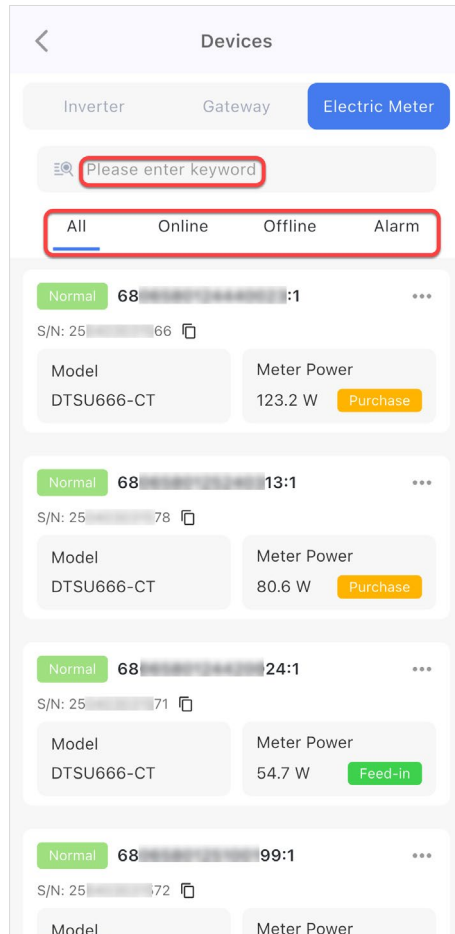 Devices
Inverter Gateway Electric Meter
Please enter keyword
All Online Offline Alarm
Normal 68 :1
S/N: 25 66
Model Meter Power
DTSU666-CT 123.2 W Purchase
Normal 68 13:1
S/N: 25 78
Model Meter Power
DTSU666-CT 80.6 W Purchase
Normal 68 24:1
S/N: 25 71
Model Meter Power
DTSU666-CT 54.7 W Feed-in
Normal 68 99:1
S/N: 25 72
Model Meter Power